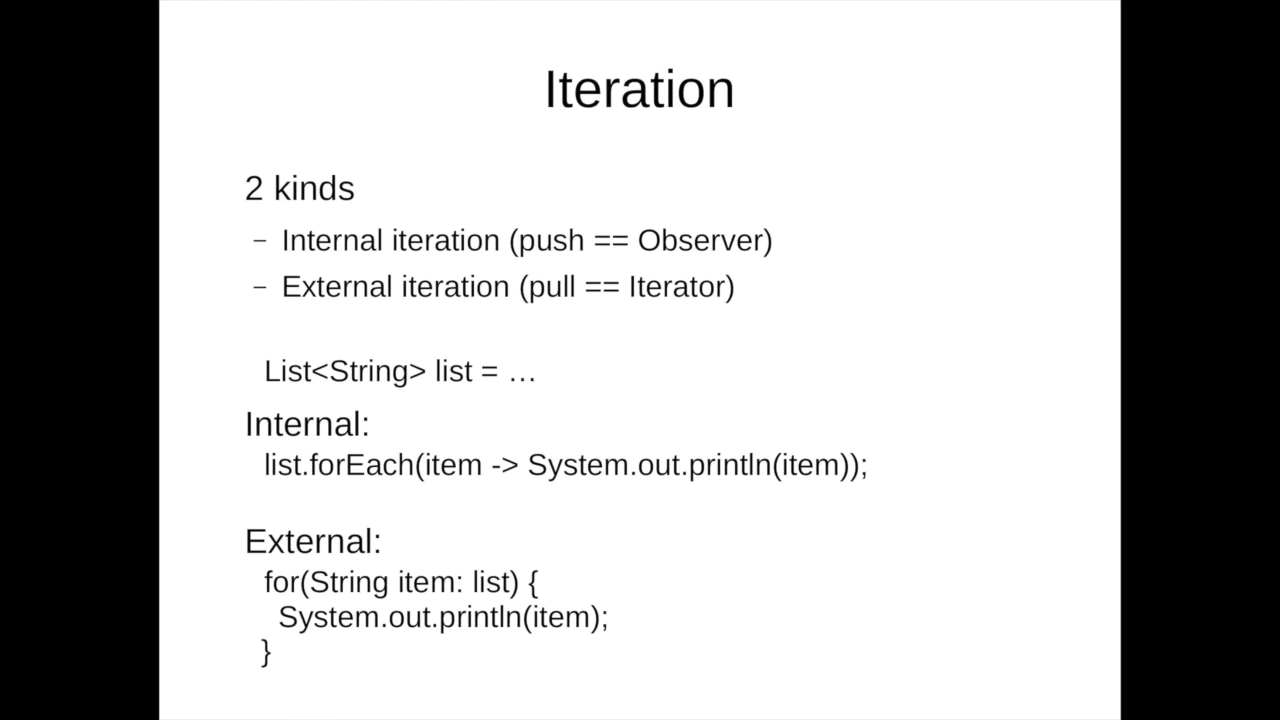 Iteration
2 kinds
– Internal iteration (push == Observer)
– External iteration (pull == Iterator)
List<String> list = …
Internal:
list.forEach(item -> System.out.println(item));
External:
for(String item: list) {
System.out.println(item);
}